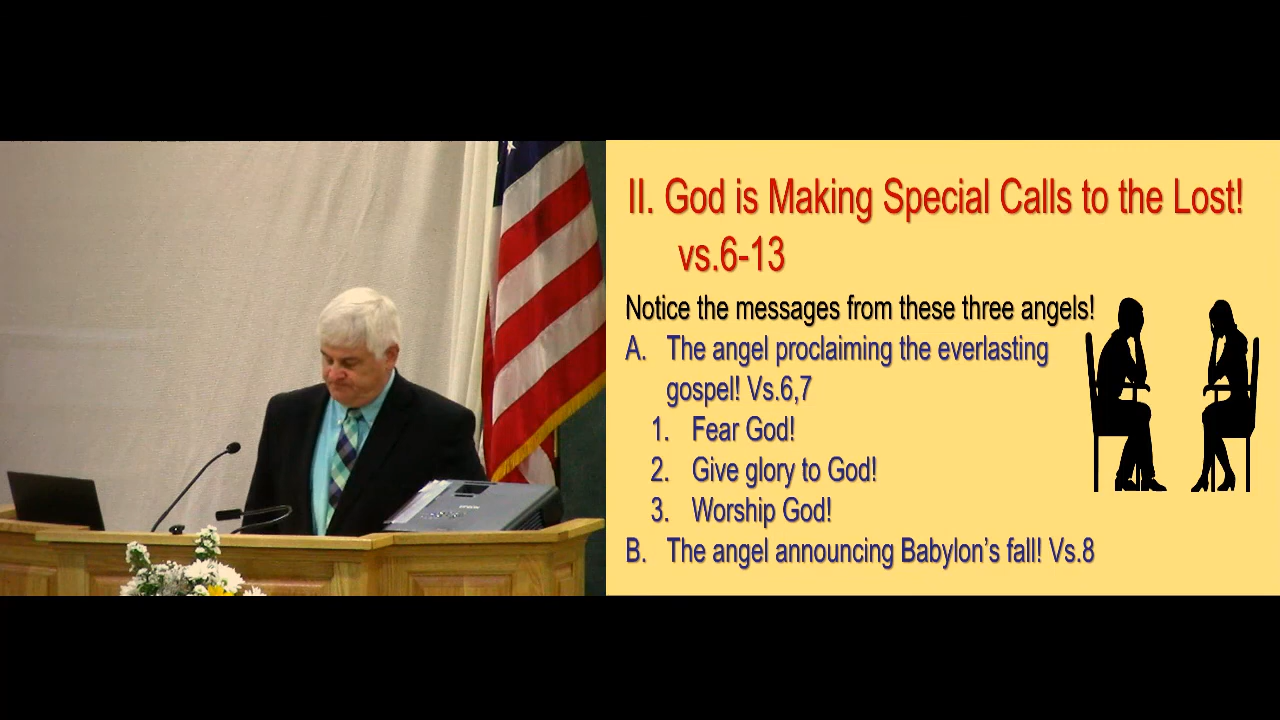 II. God is Making Special Calls to the Lost!
vs.6-13
Notice the messages from these three angels!
A. The angel proclaiming the everlasting
gospel! Vs.6,7
1. Fear God!
2. Give glory to God!
3. Worship God!
B. The angel announcing Babylon's fall! Vs.8
EPSON